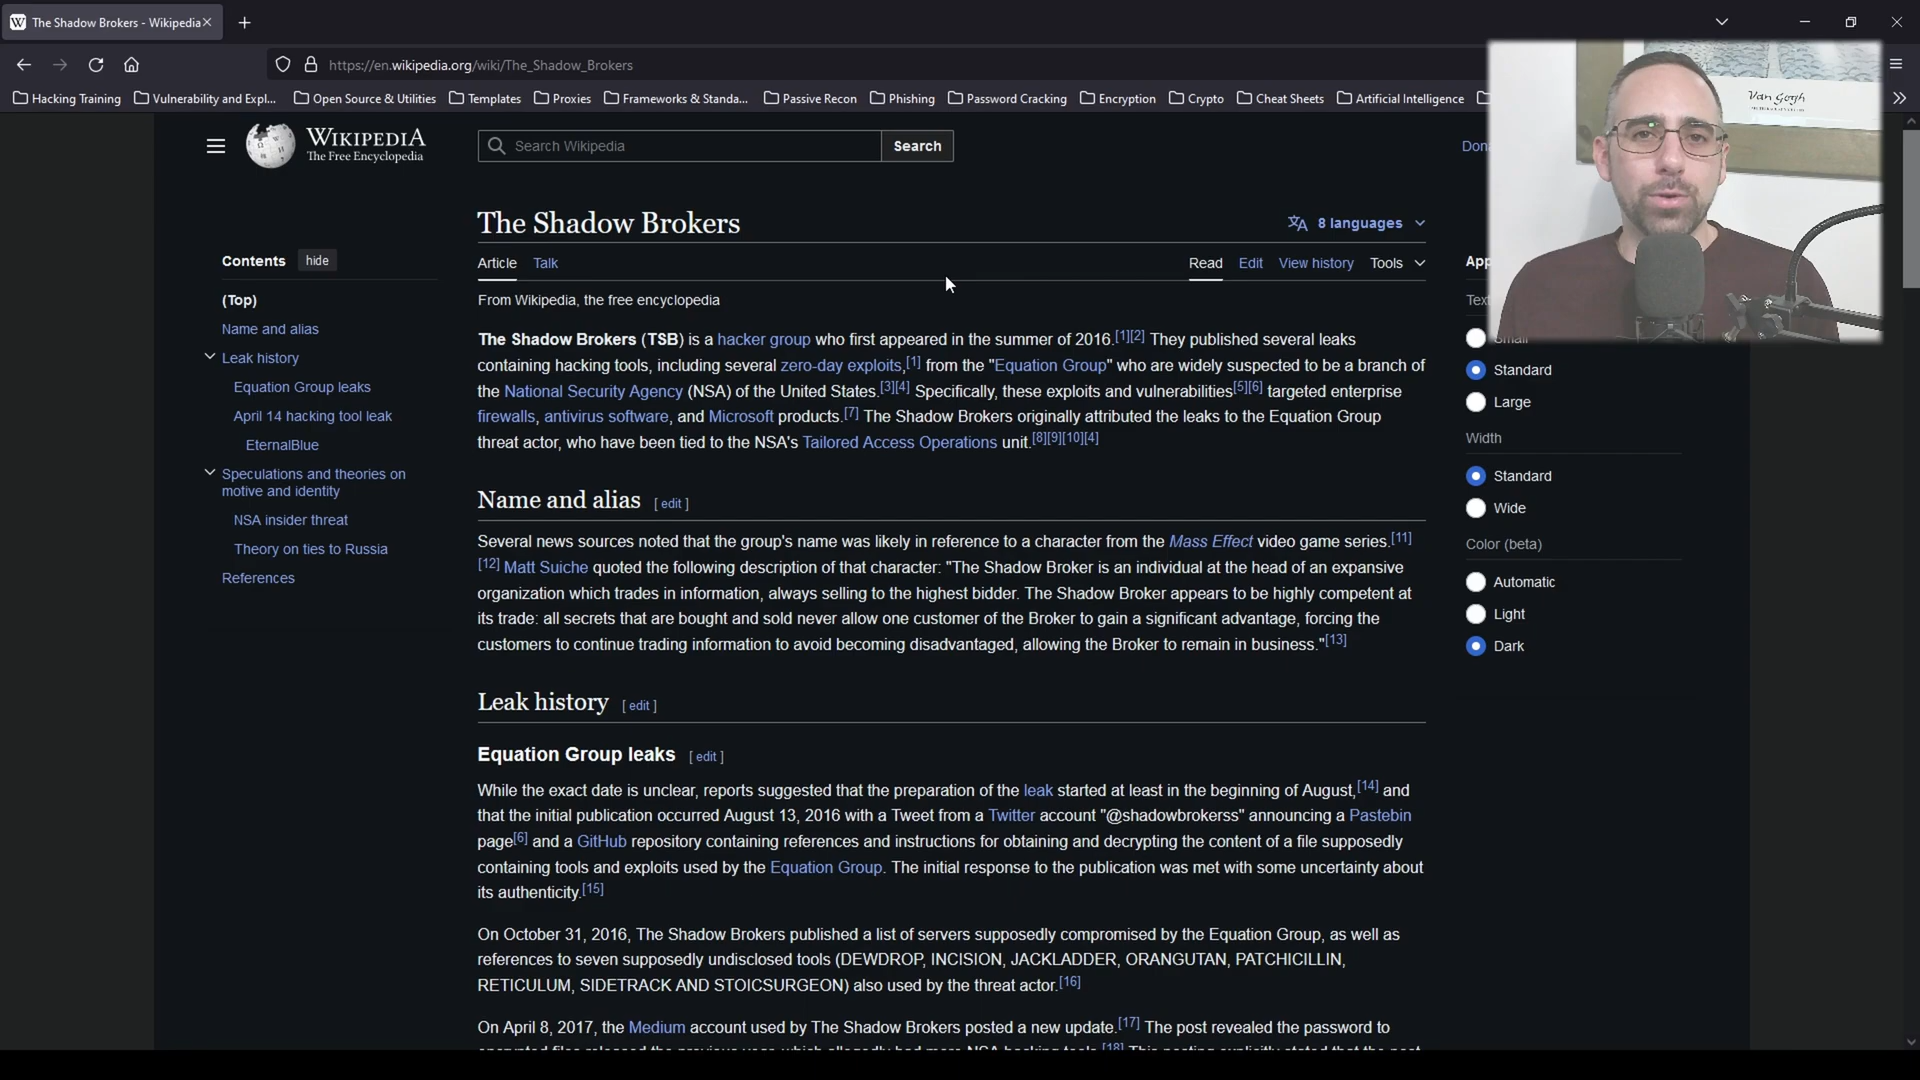 The Shadow Brokers - Wikipedia
https://en.wikipedia.org/wiki/The_Shadow_Brokers
Hacking Training
Vulnerability and Expl...
Open Source & Utilities
Templates
Proxies
Frameworks & Standa...
Passive Recon
Phishing
Password Cracking
Encryption
Crypto
Cheat Sheets
Artificial Intelligence
Van Gogh
WIKIPEDIA
The Free Encyclopedia
Search Wikipedia
Search
Don
The Shadow Brokers
8 languages
Contents
hide
Article
Talk
Read
Edit
View history
Tools
App
(Top)
From Wikipedia, the free encyclopedia
Tex
Name and alias
Leak history
Equation Group leaks
April 14 hacking tool leak
EternalBlue
Speculations and theories on
motive and identity
NSA insider threat
Theory on ties to Russia
References
The Shadow Brokers (TSB) is a hacker group who first appeared in the summer of 2016.[1][2] They published several leaks
containing hacking tools, including several zero-day exploits,[1] from the "Equation Group" who are widely suspected to be a branch of
the National Security Agency (NSA) of the United States.[3][4] Specifically, these exploits and vulnerabilities[5][6] targeted enterprise
firewalls, antivirus software, and Microsoft products.[7] The Shadow Brokers originally attributed the leaks to the Equation Group
threat actor, who have been tied to the NSA's Tailored Access Operations unit.[8][9][10][4]
Name and alias [ edit ]
Several news sources noted that the group's name was likely in reference to a character from the Mass Effect video game series.[11]
[12] Matt Suiche quoted the following description of that character: "The Shadow Broker is an individual at the head of an expansive
organization which trades in information, always selling to the highest bidder. The Shadow Broker appears to be highly competent at
its trade: all secrets that are bought and sold never allow one customer of the Broker to gain a significant advantage, forcing the
customers to continue trading information to avoid becoming disadvantaged, allowing the Broker to remain in business."[13]
Leak history [ edit ]
Equation Group leaks [ edit ]
While the exact date is unclear, reports suggested that the preparation of the leak started at least in the beginning of August,[14] and
that the initial publication occurred August 13, 2016 with a Tweet from a Twitter account "@shadowbrokerss" announcing a Pastebin
page[6] and a GitHub repository containing references and instructions for obtaining and decrypting the content of a file supposedly
containing tools and exploits used by the Equation Group. The initial response to the publication was met with some uncertainty about
its authenticity.[15]
On October 31, 2016, The Shadow Brokers published a list of servers supposedly compromised by the Equation Group, as well as
references to seven supposedly undisclosed tools (DEWDROP, INCISION, JACKLADDER, ORANGUTAN, PATCHICILLIN,
RETICULUM, SIDETRACK AND STOICSURGEON) also used by the threat actor.[16]
On April 8, 2017, the Medium account used by The Shadow Brokers posted a new update.[17] The post revealed the password to
Small
Standard
Large
Width
Standard
Wide
Color (beta)
Automatic
Light
Dark